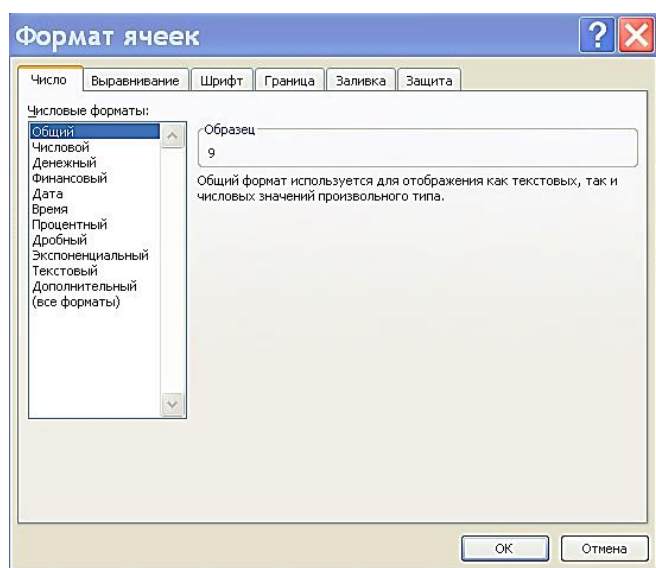 Формат ячеек
Число Выравнивание Шрифт Граница Заливка Защита
Числовые форматы:
Общий
Числовой
Денежный
Финансовый
Дата
Время
Процентный
Дробный
Экспоненциальный
Текстовый
Дополнительный
(все форматы)
Образец
9
Общий формат используется для отображения как текстовых, так и
числовых значений произвольного типа.
ОК Отмена